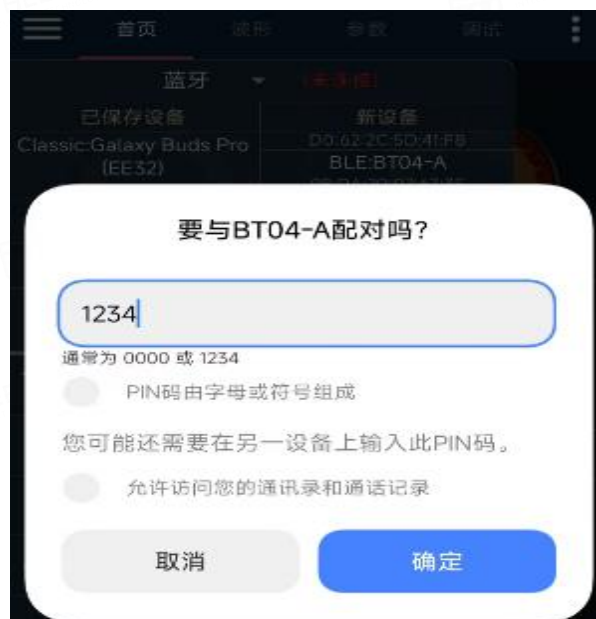 首页 波形 参数 调试
蓝牙 (未连接)
已保存设备 新设备
Classic:Galaxy Buds Pro (EE32)
D0:62:2C:5D:41:FB
BLE:BT04-A
要与BT04-A配对吗?
1234
通常为 0000 或 1234
PIN码由字母或符号组成
您可能还需要在另一设备上输入此PIN码。
允许访问您的通讯录和通话记录
取消 确定